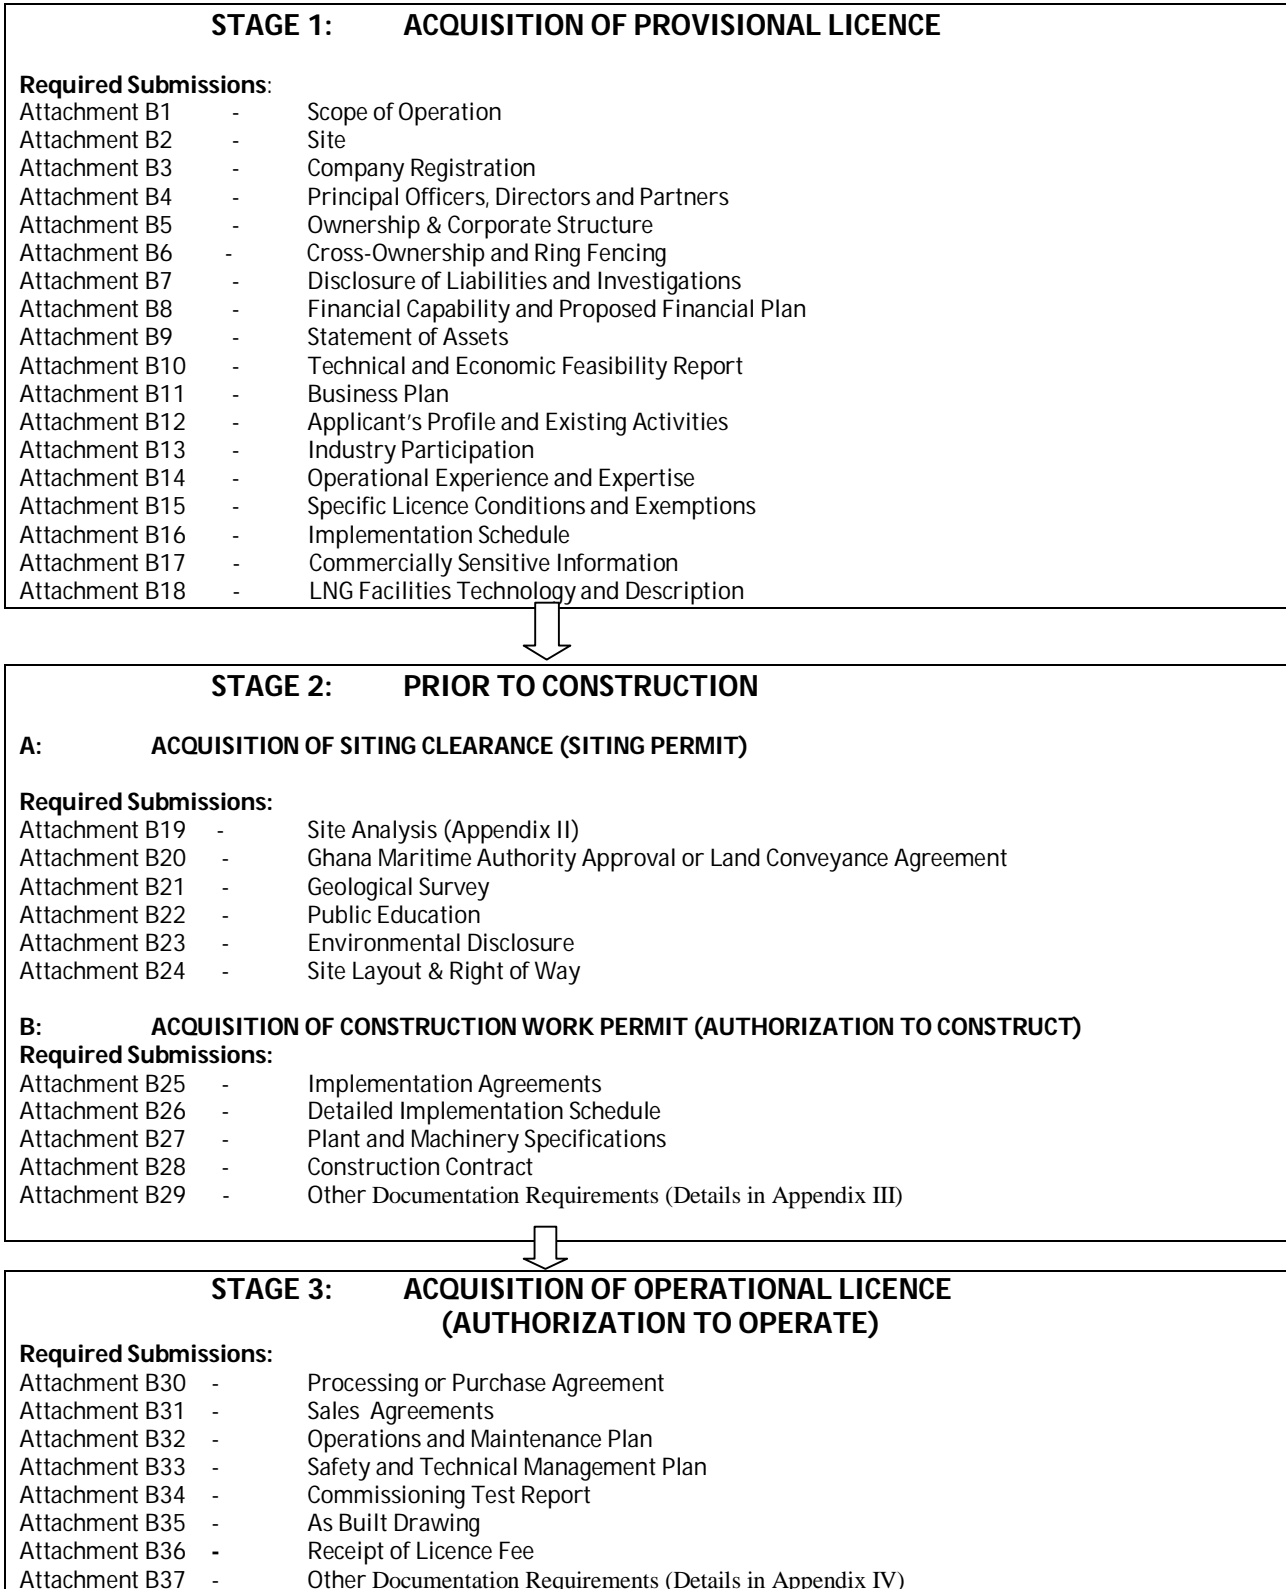 STAGE 1: ACQUISITION OF PROVISIONAL LICENCE
Required Submissions:
Attachment B1 - Scope of Operation
Attachment B2 - Site
Attachment B3 - Company Registration
Attachment B4 - Principal Officers, Directors and Partners
Attachment B5 - Ownership & Corporate Structure
Attachment B6 - Cross-Ownership and Ring Fencing
Attachment B7 - Disclosure of Liabilities and Investigations
Attachment B8 - Financial Capability and Proposed Financial Plan
Attachment B9 - Statement of Assets
Attachment B10 - Technical and Economic Feasibility Report
Attachment B11 - Business Plan
Attachment B12 - Applicant's Profile and Existing Activities
Attachment B13 - Industry Participation
Attachment B14 - Operational Experience and Expertise
Attachment B15 - Specific Licence Conditions and Exemptions
Attachment B16 - Implementation Schedule
Attachment B17 - Commercially Sensitive Information
Attachment B18 - LNG Facilities Technology and Description
STAGE 2: PRIOR TO CONSTRUCTION
A: ACQUISITION OF SITING CLEARANCE (SITING PERMIT)
Required Submissions:
Attachment B19 - Site Analysis (Appendix II)
Attachment B20 - Ghana Maritime Authority Approval or Land Conveyance Agreement
Attachment B21 - Geological Survey
Attachment B22 - Public Education
Attachment B23 - Environmental Disclosure
Attachment B24 - Site Layout & Right of Way
B: ACQUISITION OF CONSTRUCTION WORK PERMIT (AUTHORIZATION TO CONSTRUCT)
Required Submissions:
Attachment B25 - Implementation Agreements
Attachment B26 - Detailed Implementation Schedule
Attachment B27 - Plant and Machinery Specifications
Attachment B28 - Construction Contract
Attachment B29 - Other Documentation Requirements (Details in Appendix III)
STAGE 3: ACQUISITION OF OPERATIONAL LICENCE
(AUTHORIZATION TO OPERATE)
Required Submissions:
Attachment B30 - Processing or Purchase Agreement
Attachment B31 - Sales Agreements
Attachment B32 - Operations and Maintenance Plan
Attachment B33 - Safety and Technical Management Plan
Attachment B34 - Commissioning Test Report
Attachment B35 - As Built Drawing
Attachment B36 - Receipt of Licence Fee
Attachment B37 - Other Documentation Requirements (Details in Appendix IV)